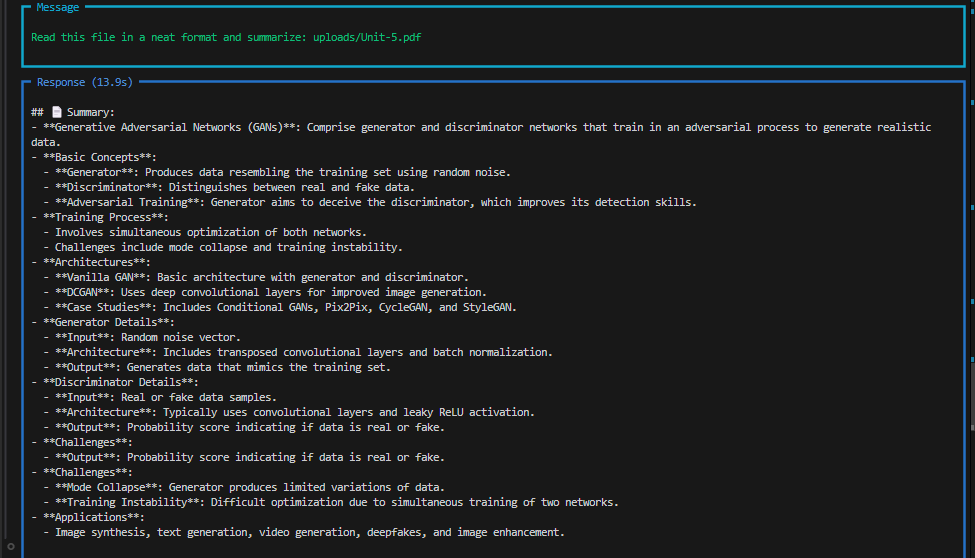 Message
Read this file in a neat format and summarize: uploads/Unit-5.pdf
Response (13.9s)
## 📄 Summary:
- **Generative Adversarial Networks (GANs)**: Comprise generator and discriminator networks that train in an adversarial process to generate realistic
data.
- **Basic Concepts**:
  - **Generator**: Produces data resembling the training set using random noise.
  - **Discriminator**: Distinguishes between real and fake data.
  - **Adversarial Training**: Generator aims to deceive the discriminator, which improves its detection skills.
- **Training Process**:
  - Involves simultaneous optimization of both networks.
  - Challenges include mode collapse and training instability.
- **Architectures**:
  - **Vanilla GAN**: Basic architecture with generator and discriminator.
  - **DCGAN**: Uses deep convolutional layers for improved image generation.
  - **Case Studies**: Includes Conditional GANs, Pix2Pix, CycleGAN, and StyleGAN.
- **Generator Details**:
  - **Input**: Random noise vector.
  - **Architecture**: Includes transposed convolutional layers and batch normalization.
  - **Output**: Generates data that mimics the training set.
- **Discriminator Details**:
  - **Input**: Real or fake data samples.
  - **Architecture**: Typically uses convolutional layers and leaky ReLU activation.
  - **Output**: Probability score indicating if data is real or fake.
- **Challenges**:
  - **Output**: Probability score indicating if data is real or fake.
- **Challenges**:
  - **Mode Collapse**: Generator produces limited variations of data.
  - **Training Instability**: Difficult optimization due to simultaneous training of two networks.
- **Applications**:
  - Image synthesis, text generation, video generation, deepfakes, and image enhancement.